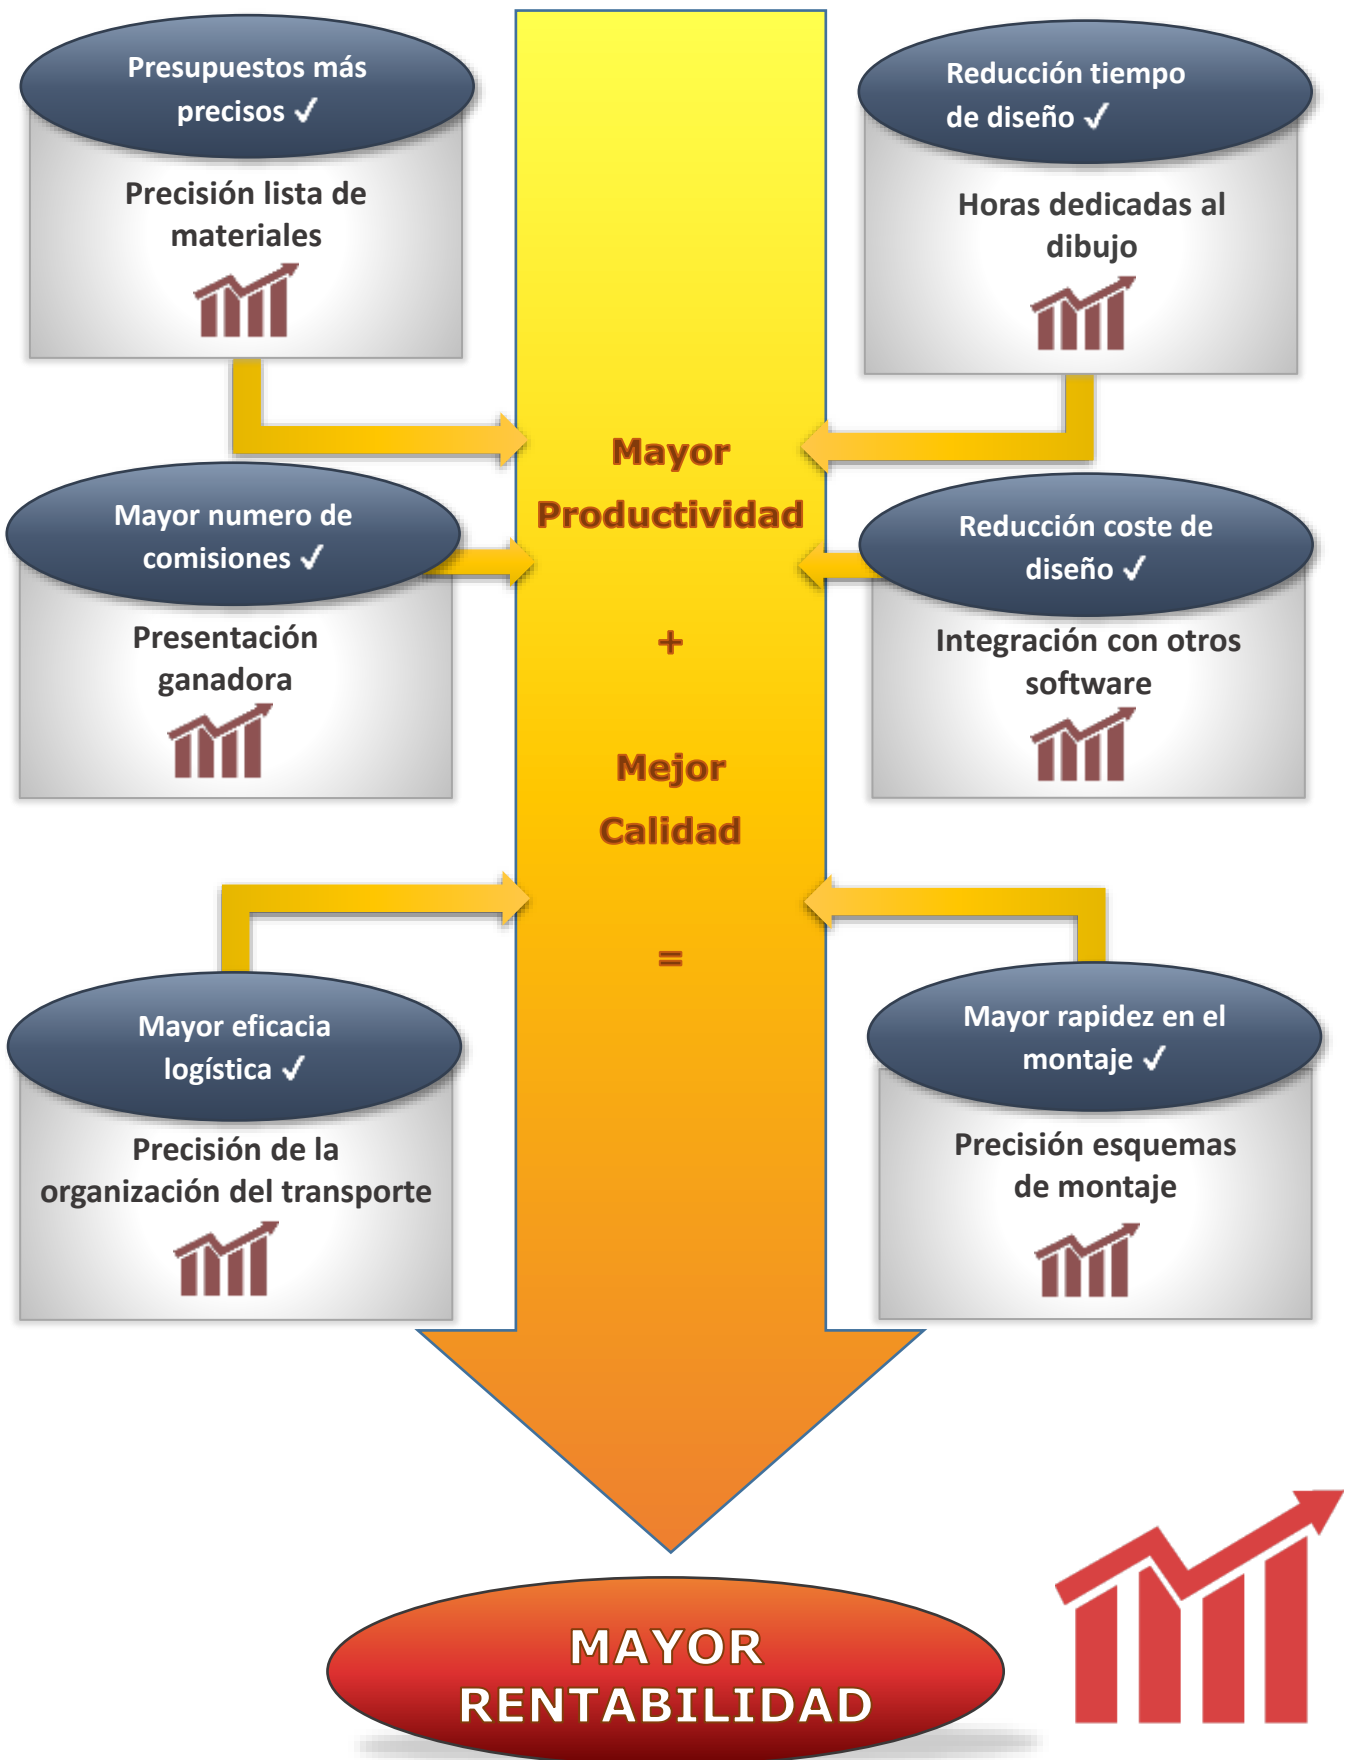 Presupuestos más
precisos ✓
Precisión lista de
materiales
Reducción tiempo
de diseño ✓
Horas dedicadas al
dibujo
Mayor
Productividad
+
Mejor
Calidad
=
Mayor numero de
comisiones ✓
Presentación
ganadora
Reducción coste de
diseño ✓
Integración con otros
software
Mayor eficacia
logística ✓
Precisión de la
organización del transporte
Mayor rapidez en el
montaje ✓
Precisión esquemas
de montaje
MAYOR
RENTABILIDAD